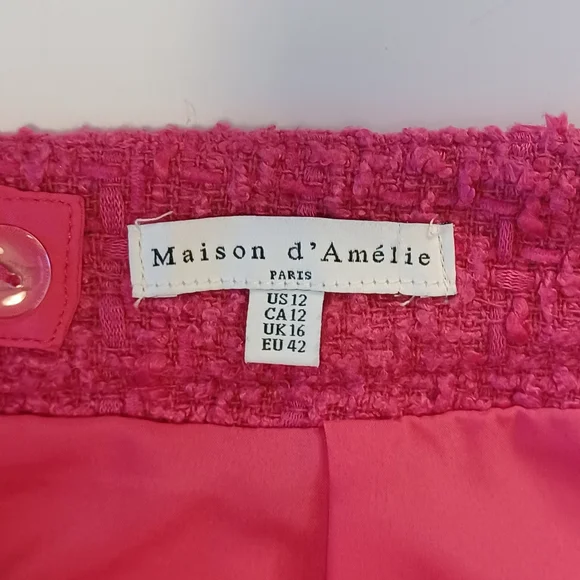 Maison d'Amélie
PARIS
US 12
CA 12
UK 16
EU 42